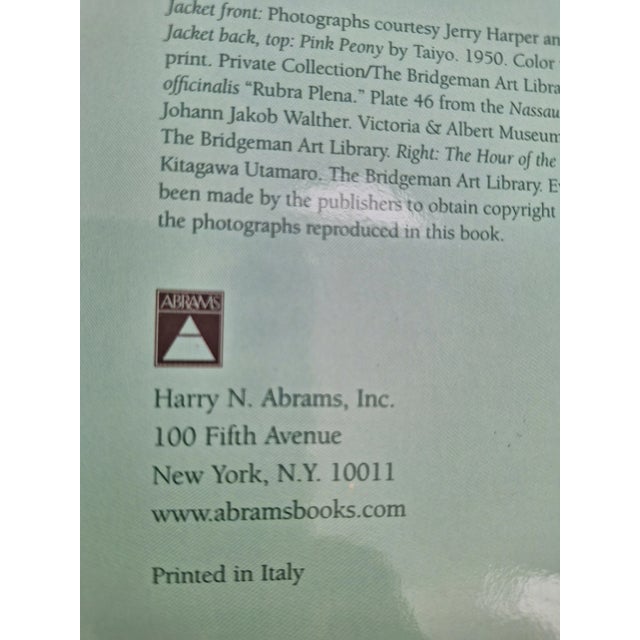 Jacket front: Photographs courtesy Jerry Harper an
Jacket back, top: Pink Peony by Taiyo. 1950. Color
print. Private Collection/The Bridgeman Art Libra
officinalis “Rubra Plena.” Plate 46 from the Nassau
Johann Jakob Walther. Victoria & Albert Museum
The Bridgeman Art Library. Right: The Hour of the
Kitagawa Utamaro. The Bridgeman Art Library. E
been made by the publishers to obtain copyright
the photographs reproduced in this book.
ABRAMS
Harry N. Abrams, Inc.
100 Fifth Avenue
New York, N.Y. 10011
www.abramsbooks.com
Printed in Italy